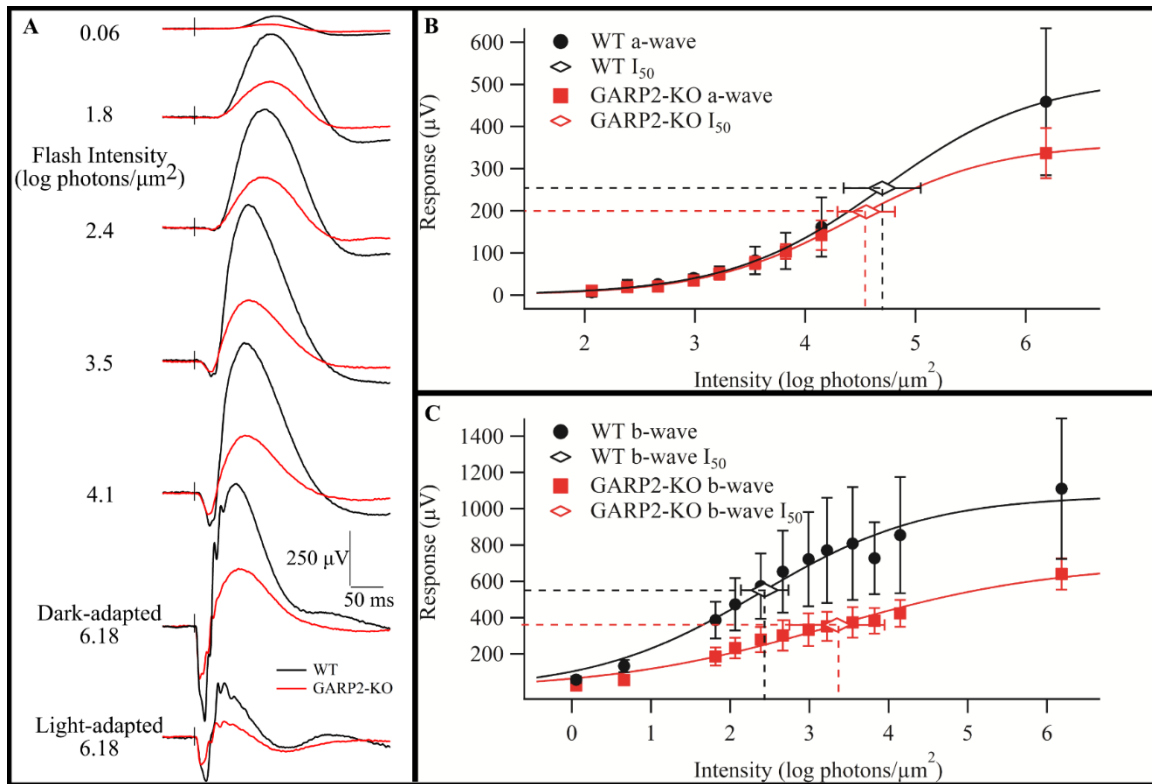 A
0.06
1.8
Flash Intensity
(log photons/μm2)
2.4
3.5
4.1
250 μV
50 ms
Dark-adapted
6.18
WT
GARP2-KO
Light-adapted
6.18
B
WT a-wave
WT I50
GARP2-KO a-wave
GARP2-KO I50
Response (μV)
600
500
400
300
200
100
0
2 3 4 5 6
Intensity (log photons/μm2)
C
WT b-wave
WT b-wave I50
GARP2-KO b-wave
GARP2-KO b-wave I50
Response (μV)
1400
1200
1000
800
600
400
200
0 1 2 3 4 5 6
Intensity (log photons/μm2)